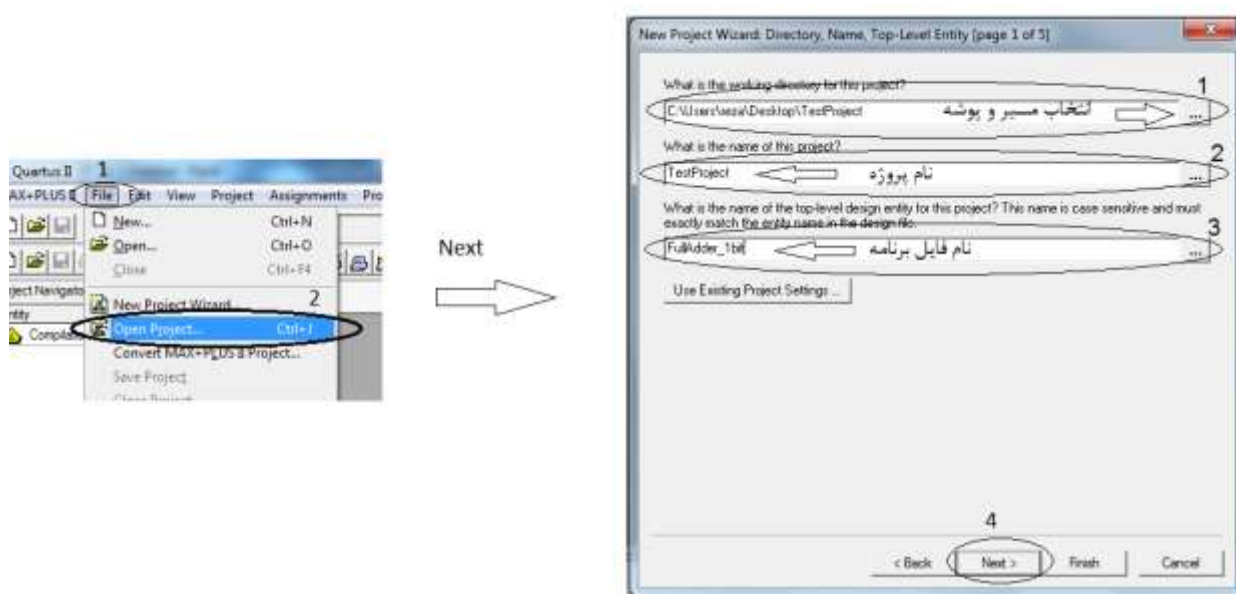 Quartus II
1
MAX+PLUS II File Edit View Project Assignments Pro
New... Ctrl+N
Open... Ctrl+O
Close Ctrl+F4
New Project Wizard...
2
Open Project... Ctrl+J
Convert MAX+PLUS II Project...
Save Project
Close Project
Next
New Project Wizard: Directory, Name, Top-Level Entity [page 1 of 5]
What is the working directory for this project?
1
C:\Users\reza\Desktop\TestProject انتخاب مسیر و پوشه ...
What is the name of this project?
2
TestProject نام پروژه ...
What is the name of the top-level design entity for this project? This name is case sensitive and must
exactly match the entity name in the design file.
3
FullAdder_1bit نام فایل برنامه ...
Use Existing Project Settings ...
4
< Back Next > Finish Cancel